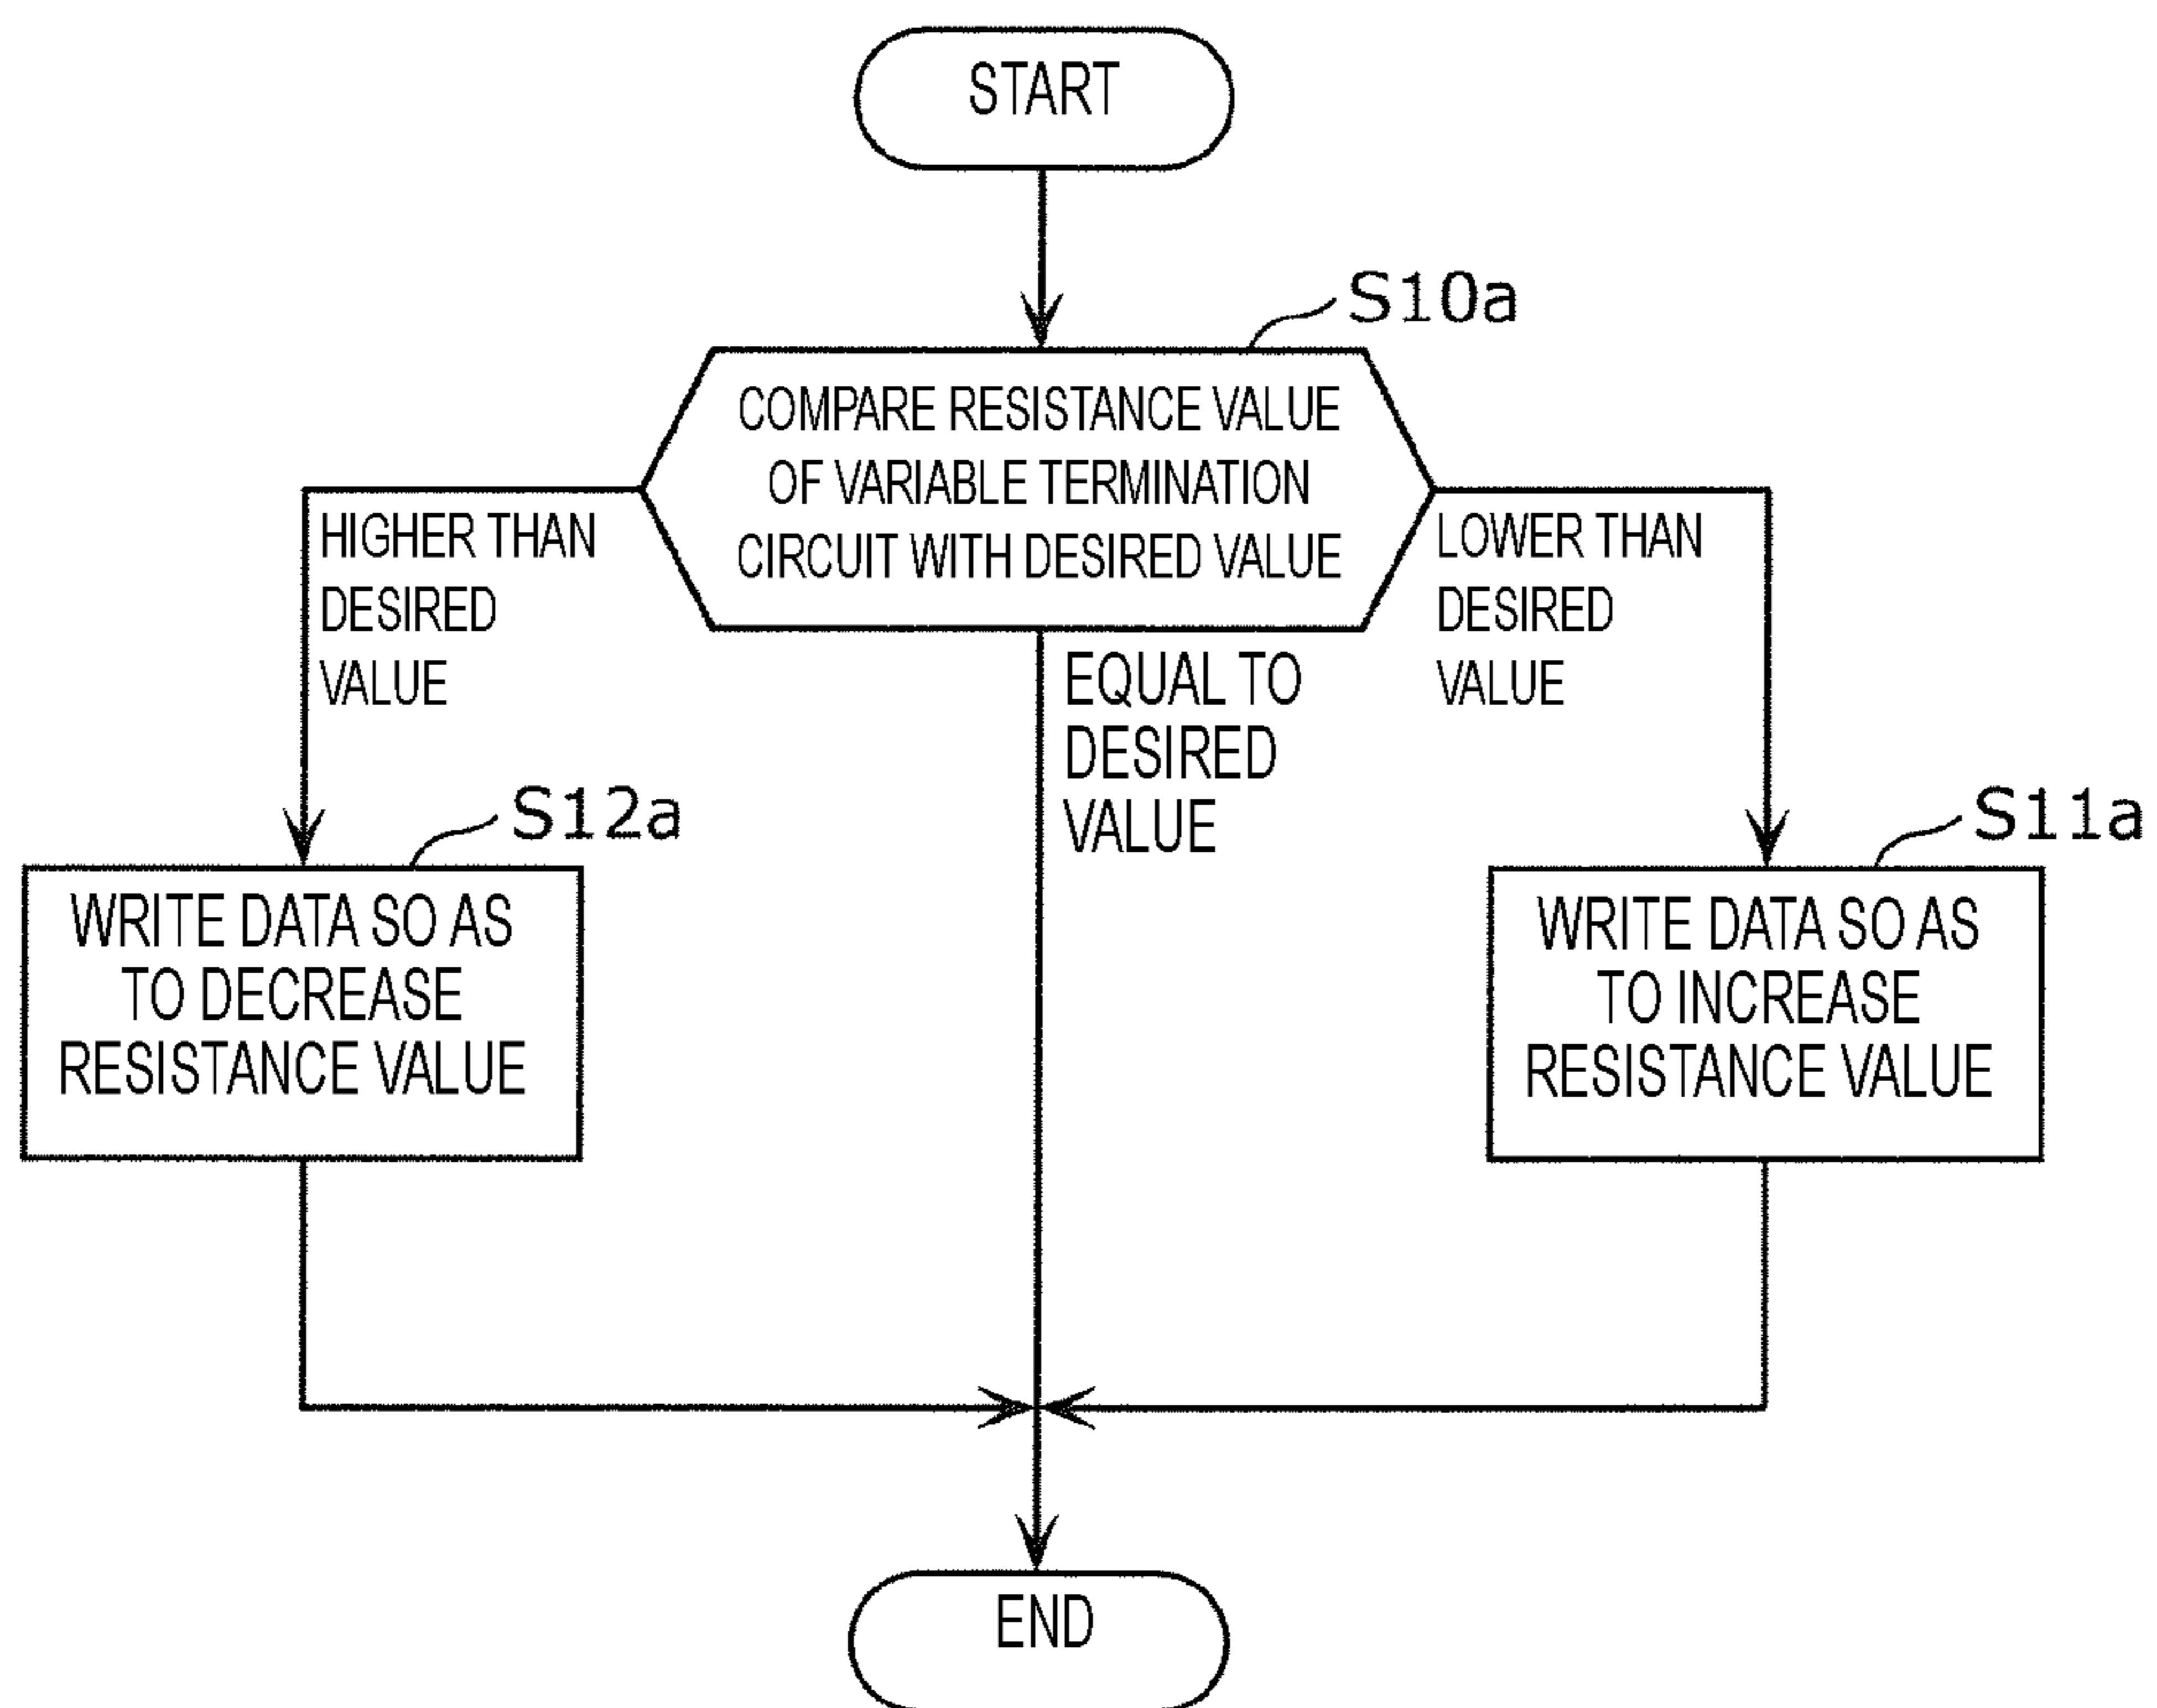 START
S10a
COMPARE RESISTANCE VALUE
OF VARIABLE TERMINATION
CIRCUIT WITH DESIRED VALUE
HIGHER THAN
DESIRED
VALUE
EQUAL TO
DESIRED
VALUE
LOWER THAN
DESIRED
VALUE
S12a
WRITE DATA SO AS
TO DECREASE
RESISTANCE VALUE
S11a
WRITE DATA SO AS
TO INCREASE
RESISTANCE VALUE
END